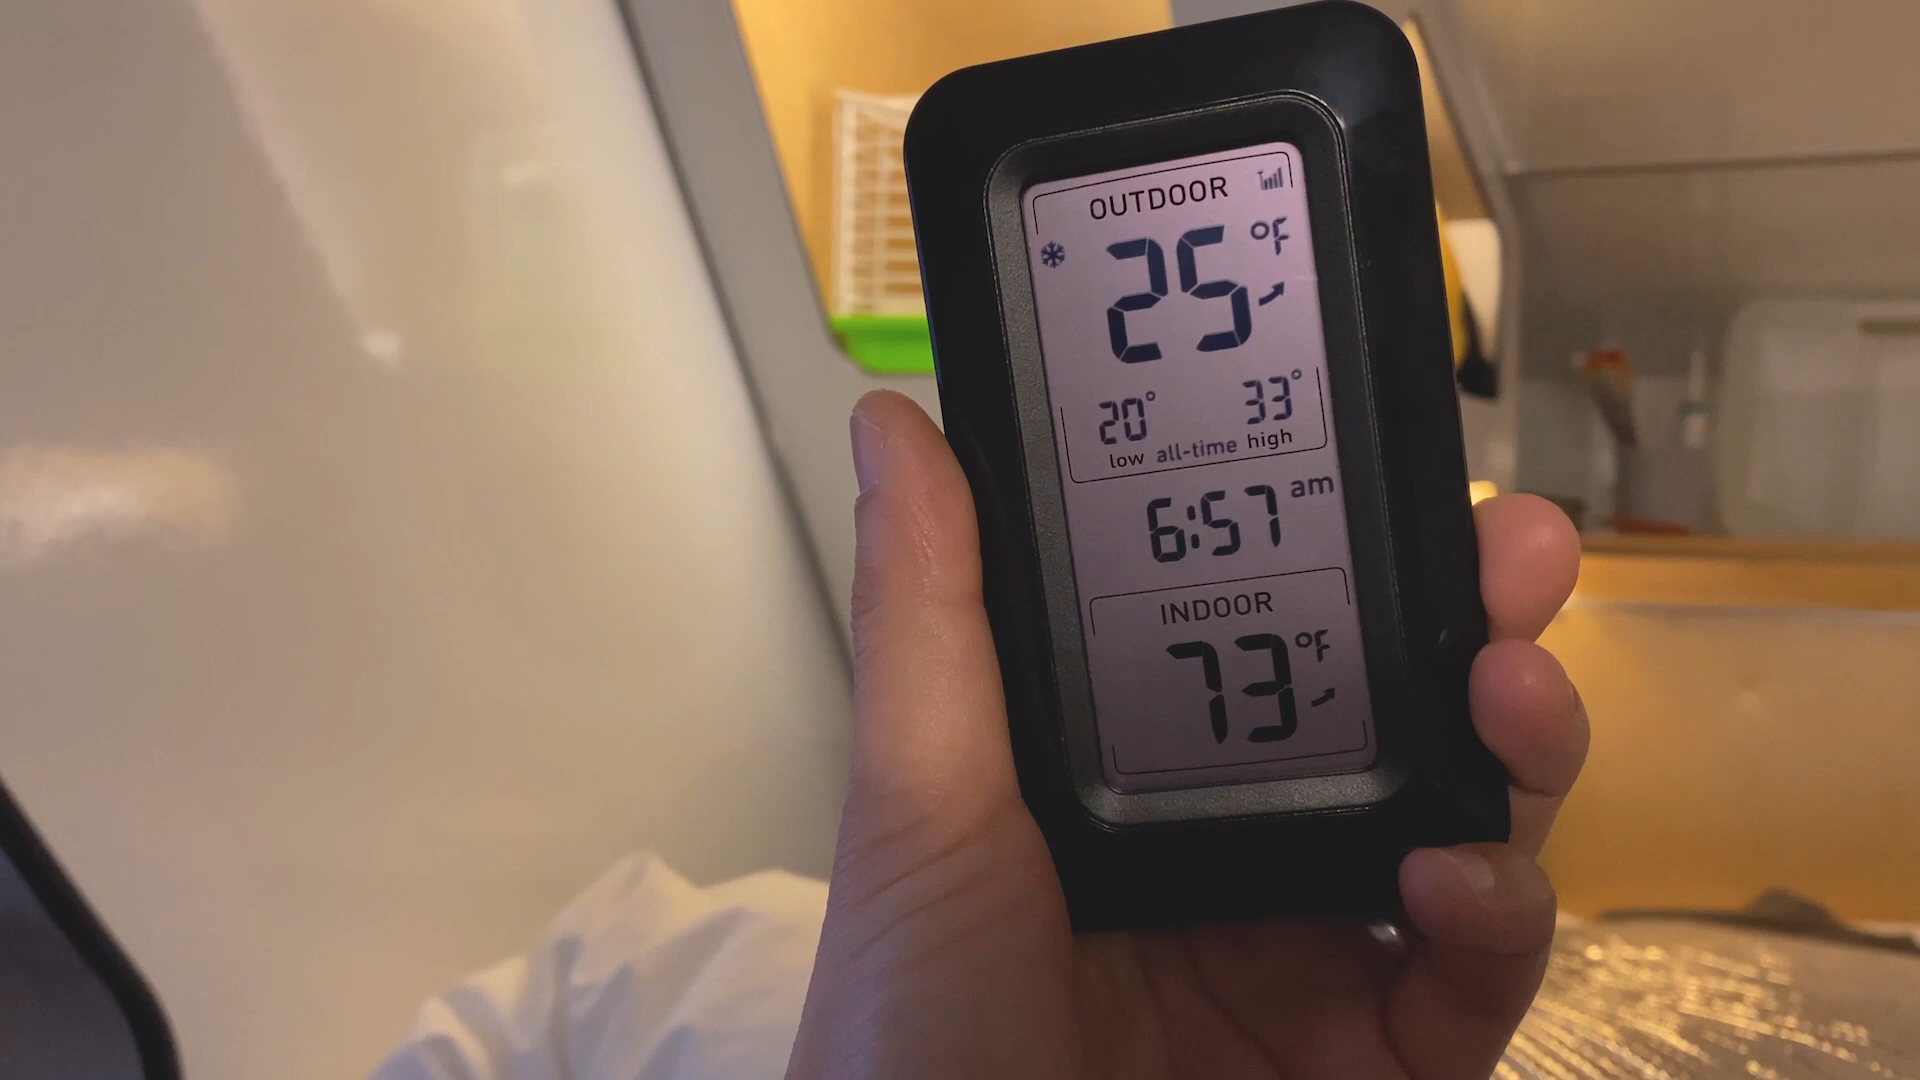 OUTDOOR
25 °F
20° 33°
low all-time high
6:57 am
INDOOR
73 °F